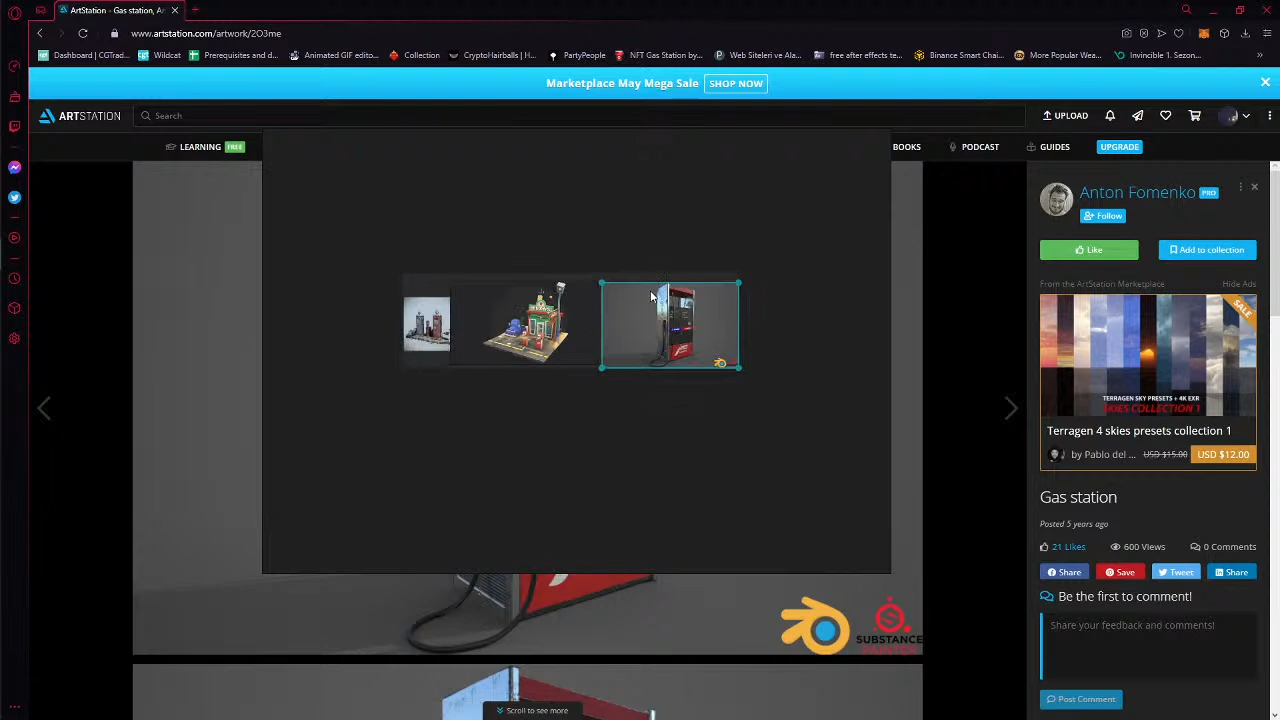 ArtStation - Gas station, An
www.artstation.com/artwork/2O3me
Dashboard | CGTrad...
Wildcat
Prerequisites and d...
Animated GIF edito...
Collection
CryptoHairballs | H...
PartyPeople
NFT Gas Station by...
Web Siteleri ve Alay...
free after effects te...
Binance Smart Chai...
More Popular Wea...
Invincible 1. Sezon...
Marketplace May Mega Sale SHOP NOW
ARTSTATION
Search
UPLOAD
LEARNING FREE
BOOKS
PODCAST
GUIDES
UPGRADE
Anton Fomenko PRO
Follow
Like
Add to collection
From the ArtStation Marketplace
Hide Ads
SALE
TERRAGEN SKY PRESETS + 4K EXR
SKIES COLLECTION 1
Terragen 4 skies presets collection 1
by Pablo del ... USD $15.00 USD $12.00
Gas station
Posted 5 years ago
21 Likes 600 Views 0 Comments
Share Save Tweet Share
Be the first to comment!
Share your feedback and comments!
Post Comment
SUBSTANCE
PAINTER
Scroll to see more